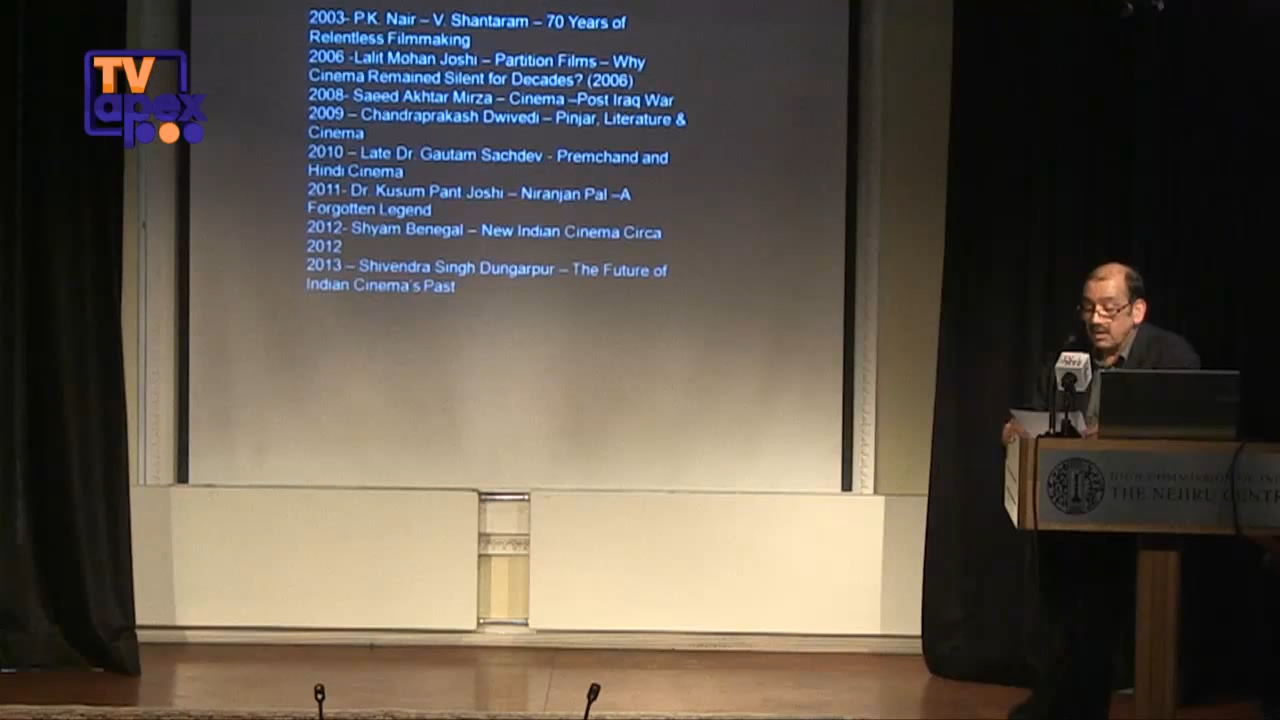 TV
apex
2003- P.K. Nair – V. Shantaram – 70 Years of
Relentless Filmmaking
2006 -Lalit Mohan Joshi – Partition Films – Why
Cinema Remained Silent for Decades? (2006)
2008- Saeed Akhtar Mirza – Cinema –Post Iraq War
2009 – Chandraprakash Dwivedi – Pinjar, Literature &
Cinema
2010 – Late Dr. Gautam Sachdev - Premchand and
Hindi Cinema
2011- Dr. Kusum Pant Joshi – Niranjan Pal –A
Forgotten Legend
2012- Shyam Benegal – New Indian Cinema Circa
2012
2013 – Shivendra Singh Dungarpur – The Future of
Indian Cinema's Past
HIGH COMMISSION OF
THE NEHRU